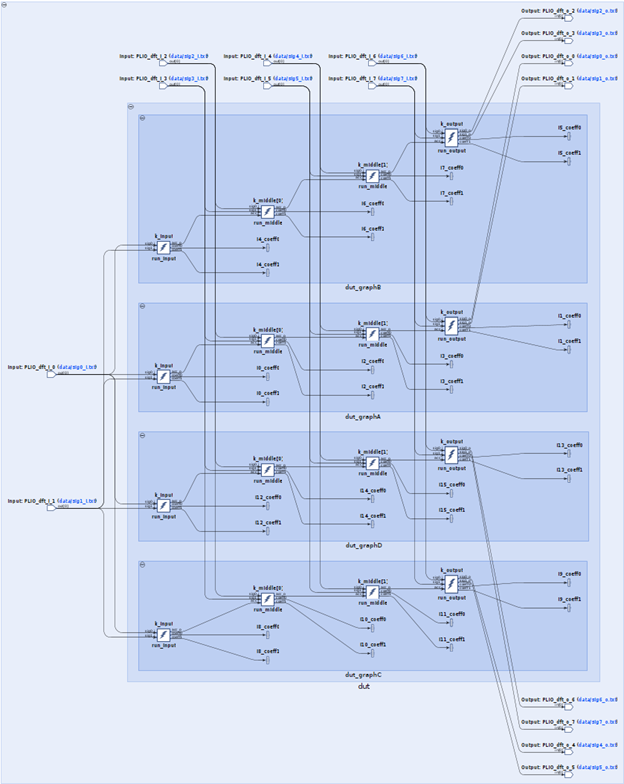 Output: PLIO_dft_o_2 (data/sig2_o.txt)
Output: PLIO_dft_o_3 (data/sig3_o.txt)
Input: PLIO_dft_i_2 (data/sig2_i.txt)
Input: PLIO_dft_i_4 (data/sig4_i.txt)
Input: PLIO_dft_i_6 (data/sig6_i.txt)
Output: PLIO_dft_o_0 (data/sig0_o.txt)
Input: PLIO_dft_i_3 (data/sig3_i.txt)
Input: PLIO_dft_i_5 (data/sig5_i.txt)
Input: PLIO_dft_i_7 (data/sig7_i.txt)
Output: PLIO_dft_o_1 (data/sig1_o.txt)
k_output
run_output
I5_coeff0
I5_coeff1
k_middle[1]
run_middle
I7_coeff0
I7_coeff1
k_middle[0]
run_middle
I6_coeff0
I6_coeff1
k_input
run_input
I4_coeff0
I4_coeff1
dut_graphB
k_output
run_output
I1_coeff0
I1_coeff1
k_middle[0]
run_middle
k_middle[1]
run_middle
I3_coeff0
I3_coeff1
I2_coeff0
I2_coeff1
Input: PLIO_dft_i_0 (data/sig0_i.txt)
k_input
run_input
I0_coeff0
I0_coeff1
dut_graphA
k_output
run_output
I13_coeff0
I13_coeff1
k_middle[0]
run_middle
k_middle[1]
run_middle
I15_coeff0
I15_coeff1
I14_coeff0
I14_coeff1
Input: PLIO_dft_i_1 (data/sig1_i.txt)
k_input
run_input
I12_coeff0
I12_coeff1
dut_graphD
k_output
run_output
I9_coeff0
I9_coeff1
k_middle[0]
run_middle
k_middle[1]
run_middle
I11_coeff0
I11_coeff1
I10_coeff0
I10_coeff1
k_input
run_input
I8_coeff0
I8_coeff1
dut_graphC
dut
Output: PLIO_dft_o_6 (data/sig6_o.txt)
Output: PLIO_dft_o_7 (data/sig7_o.txt)
Output: PLIO_dft_o_4 (data/sig4_o.txt)
Output: PLIO_dft_o_5 (data/sig5_o.txt)